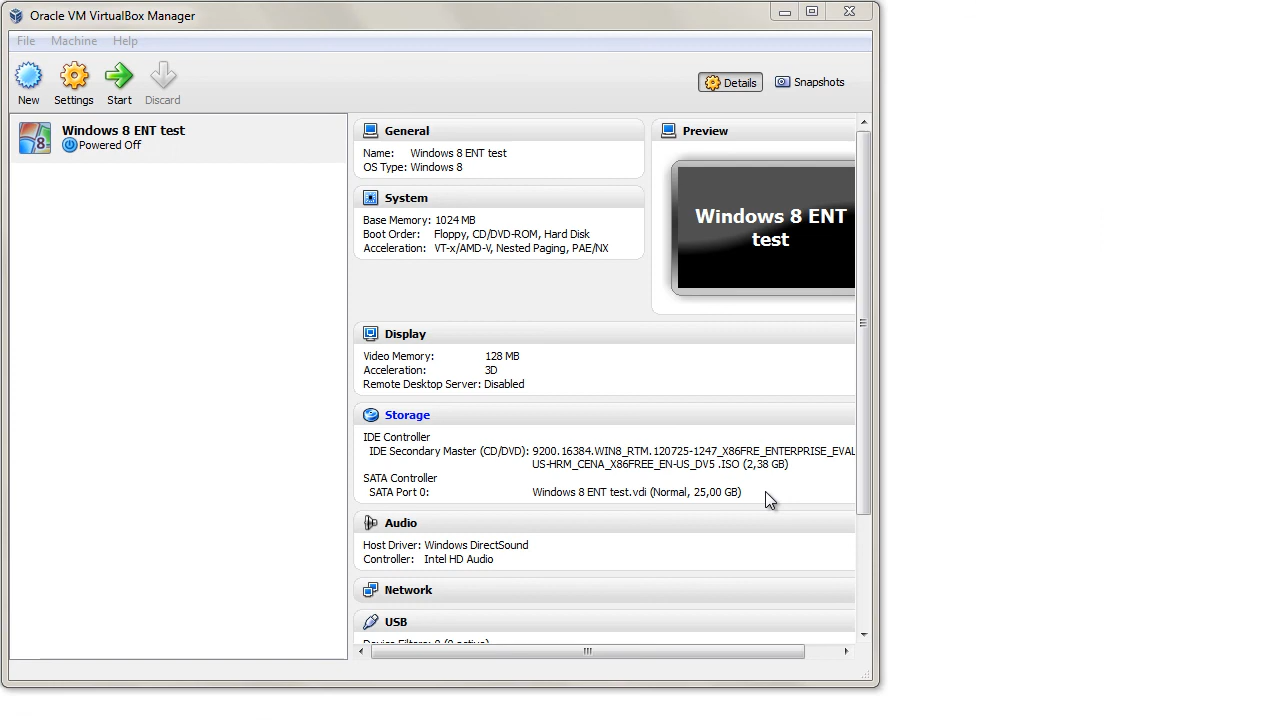 Oracle VM VirtualBox Manager
File Machine Help
New Settings Start Discard
Details Snapshots
Windows 8 ENT test
Powered Off
General
Name: Windows 8 ENT test
OS Type: Windows 8
System
Base Memory: 1024 MB
Boot Order: Floppy, CD/DVD-ROM, Hard Disk
Acceleration: VT-x/AMD-V, Nested Paging, PAE/NX
Preview
Windows 8 ENT
test
Display
Video Memory: 128 MB
Acceleration: 3D
Remote Desktop Server: Disabled
Storage
IDE Controller
IDE Secondary Master (CD/DVD): 9200.16384.WIN8_RTM.120725-1247_X86FRE_ENTERPRISE_EVAL
US-HRM_CENA_X86FREE_EN-US_DV5 .ISO (2,38 GB)
SATA Controller
SATA Port 0: Windows 8 ENT test.vdi (Normal, 25,00 GB)
Audio
Host Driver: Windows DirectSound
Controller: Intel HD Audio
Network
USB
Device Filters: 0 (0 active)